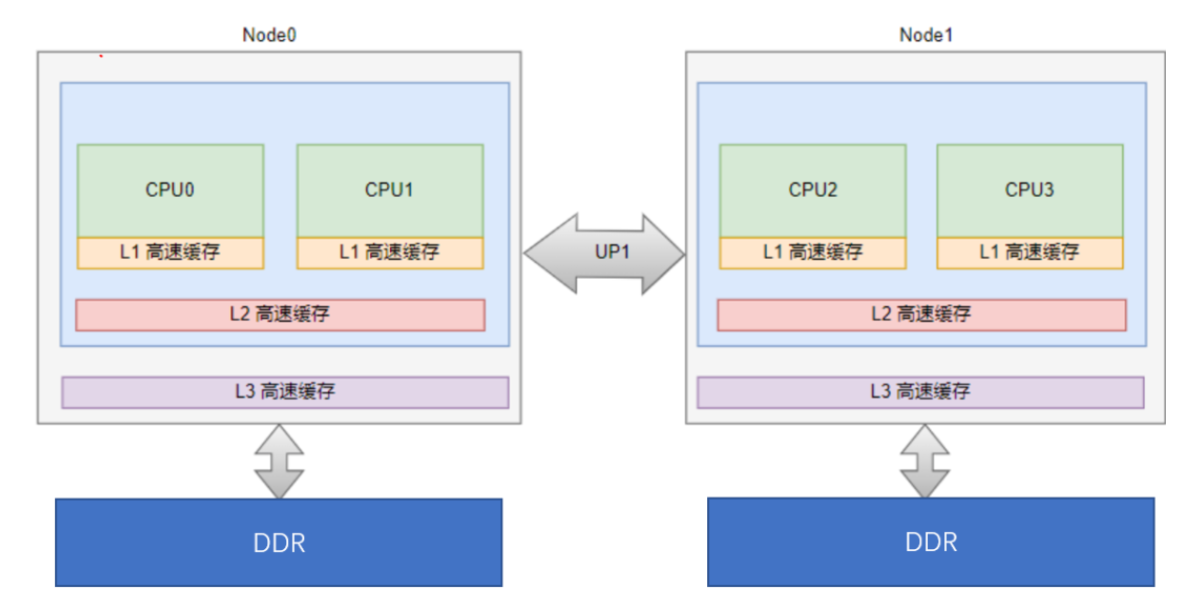 Node0
Node1
CPU0
CPU1
CPU2
CPU3
UP1
L1 高速缓存
L1 高速缓存
L1 高速缓存
L1 高速缓存
L2 高速缓存
L2 高速缓存
L3 高速缓存
L3 高速缓存
DDR
DDR